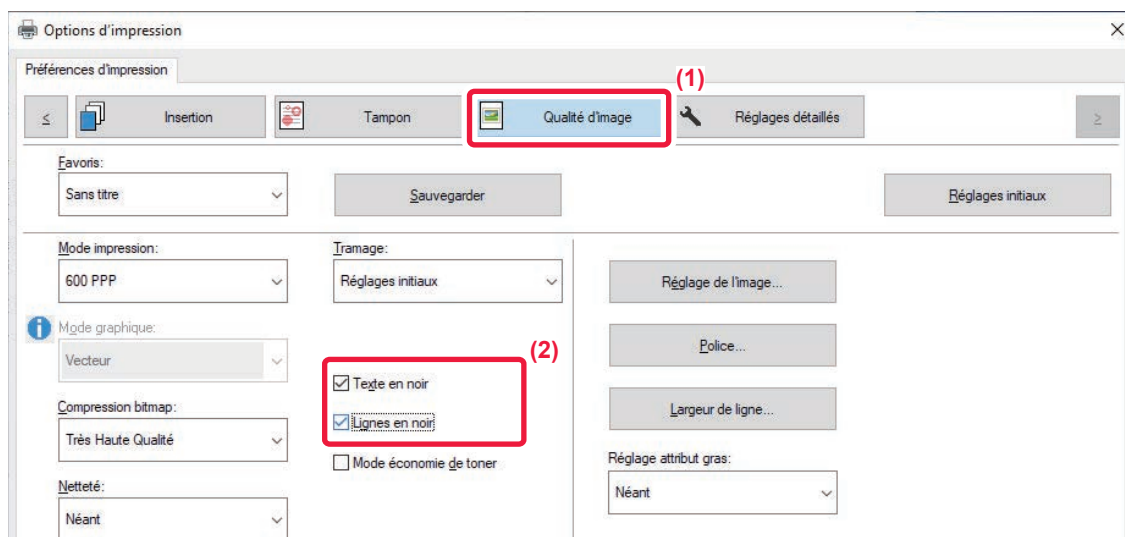 Options d'impression
Préférences d'impression
(1)
< Insertion Tampon Qualité d'image Réglages détaillés >
Favoris:
Sans titre Sauvegarder Réglages initiaux
Mode impression: Tramage:
600 PPP Réglages initiaux Réglage de l'image...
Mode graphique:
Vecteur Police...
(2)
Texte en noir
Compression bitmap: Largeur de ligne...
Très Haute Qualité Lignes en noir
Mode économie de toner Réglage attribut gras:
Netteté:
Néant Néant